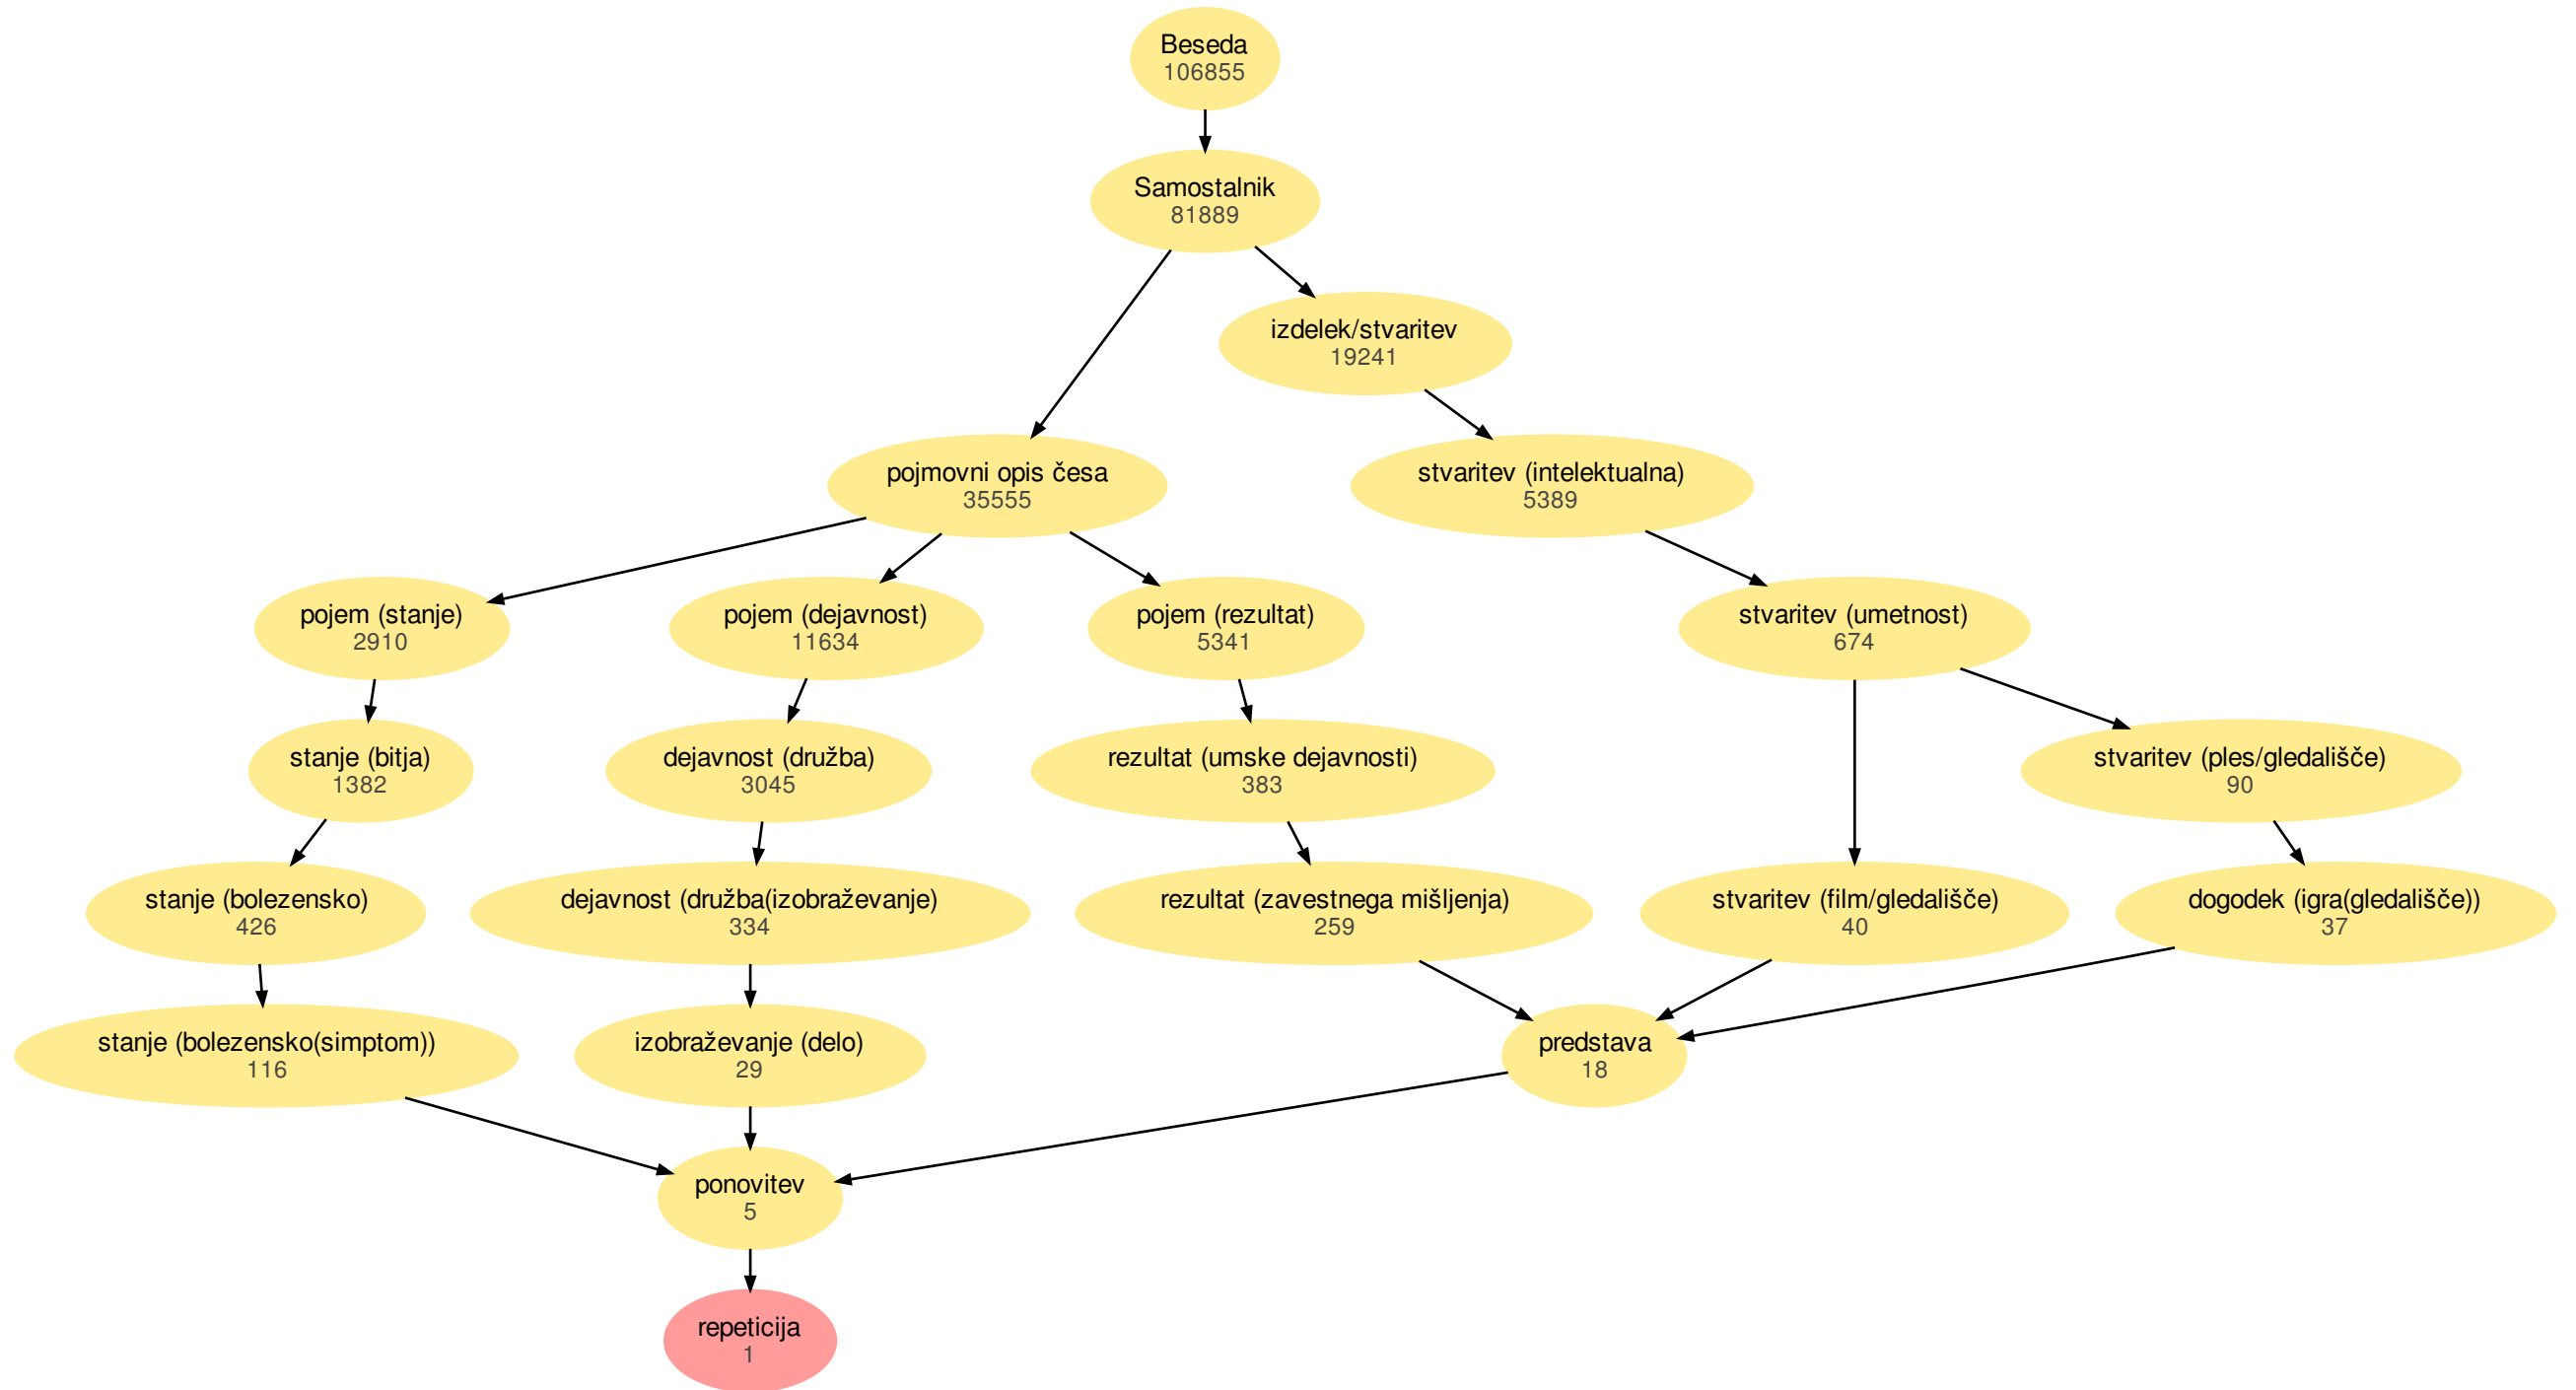 Beseda
106855
Samostalnik
81889
izdelek/stvaritev
19241
pojmovni opis česa
35555
stvaritev (intelektualna)
5389
pojem (stanje)
2910
pojem (dejavnost)
11634
pojem (rezultat)
5341
stvaritev (umetnost)
674
stanje (bitja)
1382
dejavnost (družba)
3045
rezultat (umske dejavnosti)
383
stvaritev (ples/gledališče)
90
stanje (bolezensko)
426
dejavnost (družba(izobraževanje)
334
rezultat (zavestnega mišljenja)
259
stvaritev (film/gledališče)
40
dogodek (igra(gledališče))
37
stanje (bolezensko(simptom))
116
izobraževanje (delo)
29
predstava
18
ponovitev
5
repeticija
1